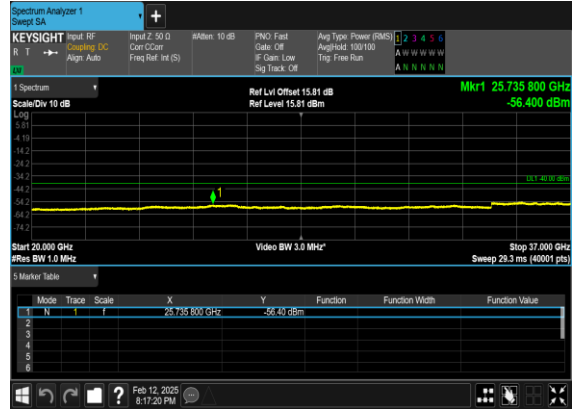 Spectrum Analyzer 1
Swept SA
+
KEYSIGHT Input: RF
R T Coupling: DC
Align: Auto
LW
Input Z: 50 Ω
Corr CCorr
Freq Ref: Int (S)
#Atten: 10 dB
PNO: Fast
Gate: Off
IF Gain: Low
Sig Track: Off
Avg Type: Power (RMS)
Avg|Hold: 100/100
Trig: Free Run
1 2 3 4 5 6
A W W W W W
A N N N N N
1 Spectrum
Scale/Div 10 dB
Ref Lvl Offset 15.81 dB
Ref Level 15.81 dBm
Mkr1 25.735 800 GHz
-56.400 dBm
Log
5.81
-4.19
-14.2
-24.2
-34.2
DL1 -40.00 dBm
-44.2
1
-54.2
-64.2
-74.2
Start 20.000 GHz
#Res BW 1.0 MHz
Video BW 3.0 MHz*
Stop 37.000 GHz
Sweep 29.3 ms (40001 pts)
5 Marker Table
Mode Trace Scale X Y Function Function Width Function Value
1 N 1 f 25.735 800 GHz -56.40 dBm
2
3
4
5
6
? Feb 12, 2025
8:17:20 PM